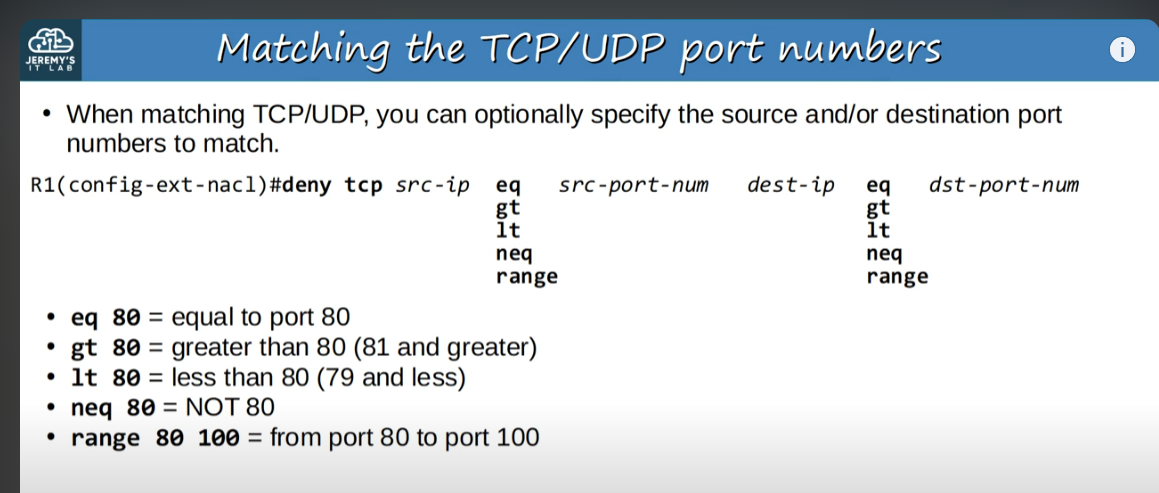 JEREMY'S
IT LAB
Matching the TCP/UDP port numbers
i
• When matching TCP/UDP, you can optionally specify the source and/or destination port
numbers to match.
R1(config-ext-nacl)#deny tcp src-ip eq src-port-num dest-ip eq dst-port-num
gt gt
lt lt
neq neq
range range
• eq 80 = equal to port 80
• gt 80 = greater than 80 (81 and greater)
• lt 80 = less than 80 (79 and less)
• neq 80 = NOT 80
• range 80 100 = from port 80 to port 100